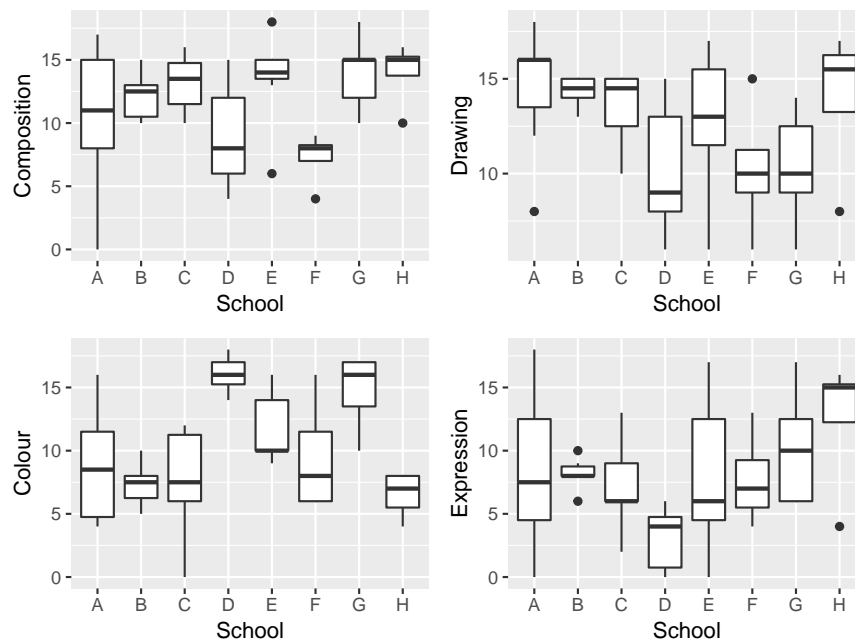 Composition
15
10
5
0
A B C D E F G H
School
Drawing
15
10
A B C D E F G H
School
Colour
15
10
5
0
A B C D E F G H
School
Expression
15
10
5
0
A B C D E F G H
School